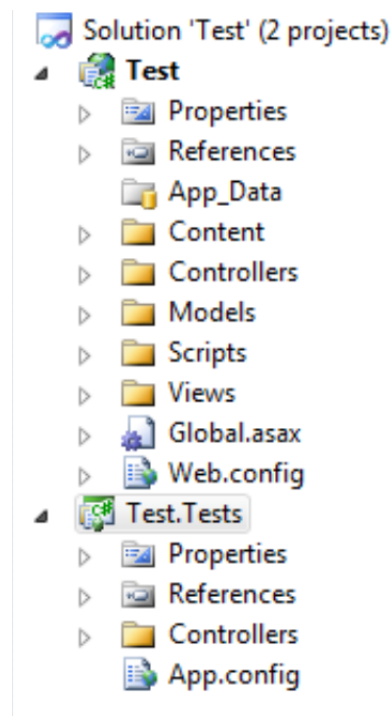 Solution 'Test' (2 projects)
Test
Properties
References
App_Data
Content
Controllers
Models
Scripts
Views
Global.asax
Web.config
Test.Tests
Properties
References
Controllers
App.config